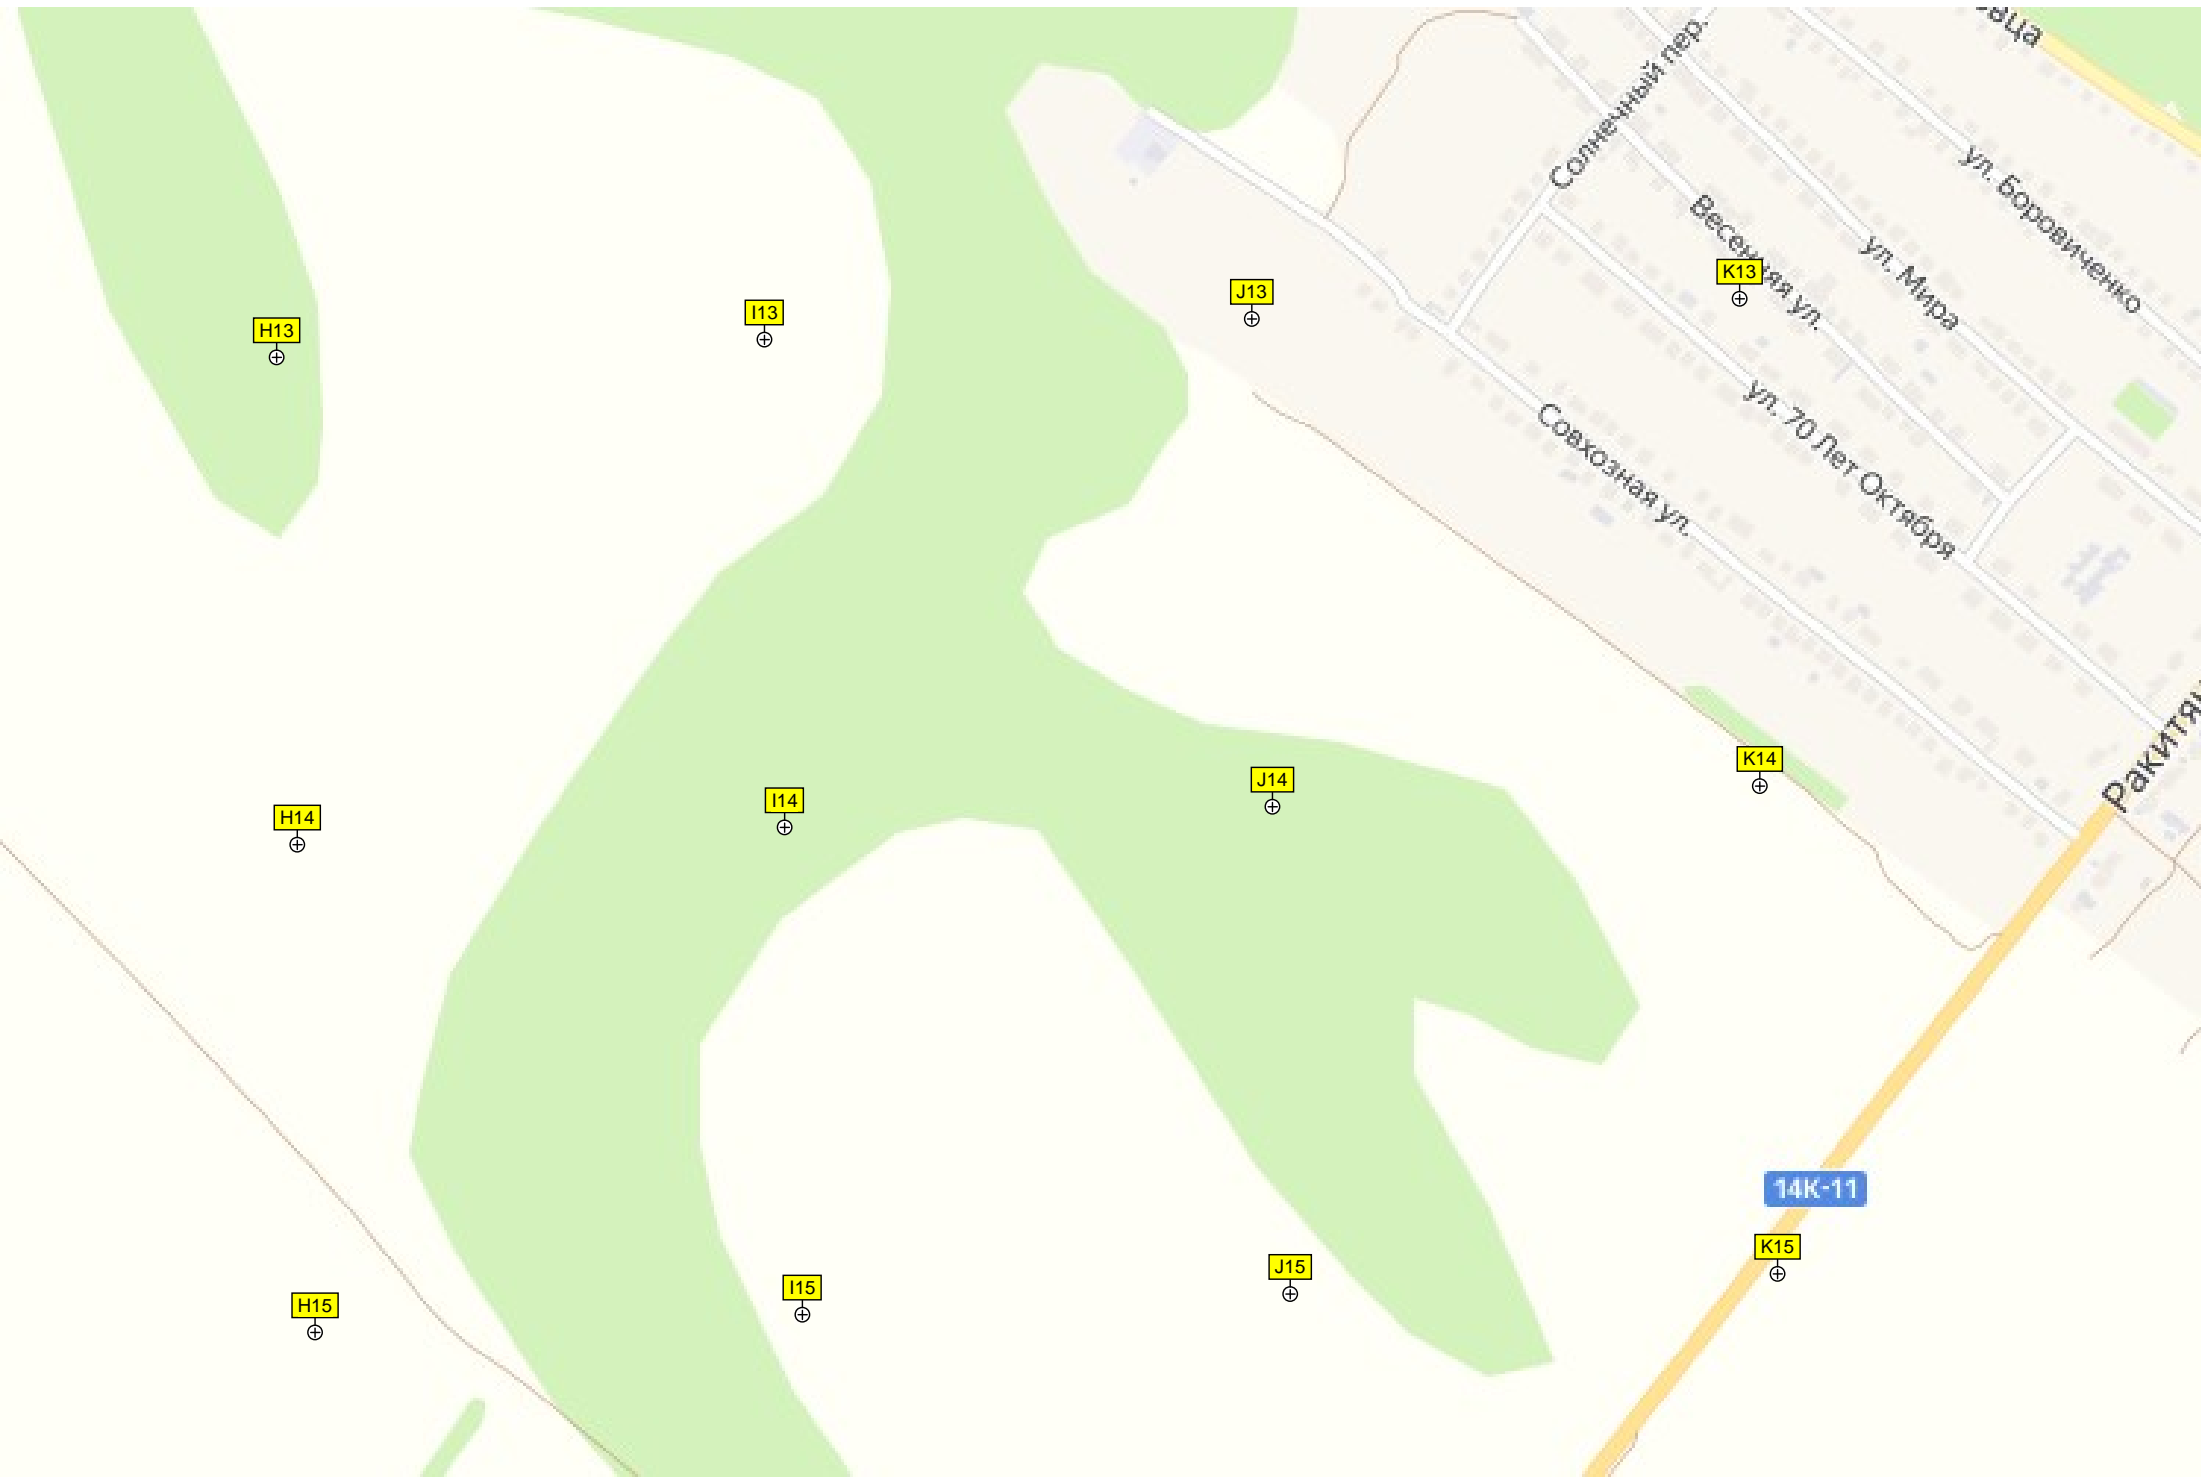 Солнечный пер.
ул. Боровиченко
Весенняя ул.
ул. Мира
K13
J13
I13
H13
ул. 70 Лет Октября
Совхозная ул.
K14
J14
I14
H14
14К-11
K15
J15
I15
H15